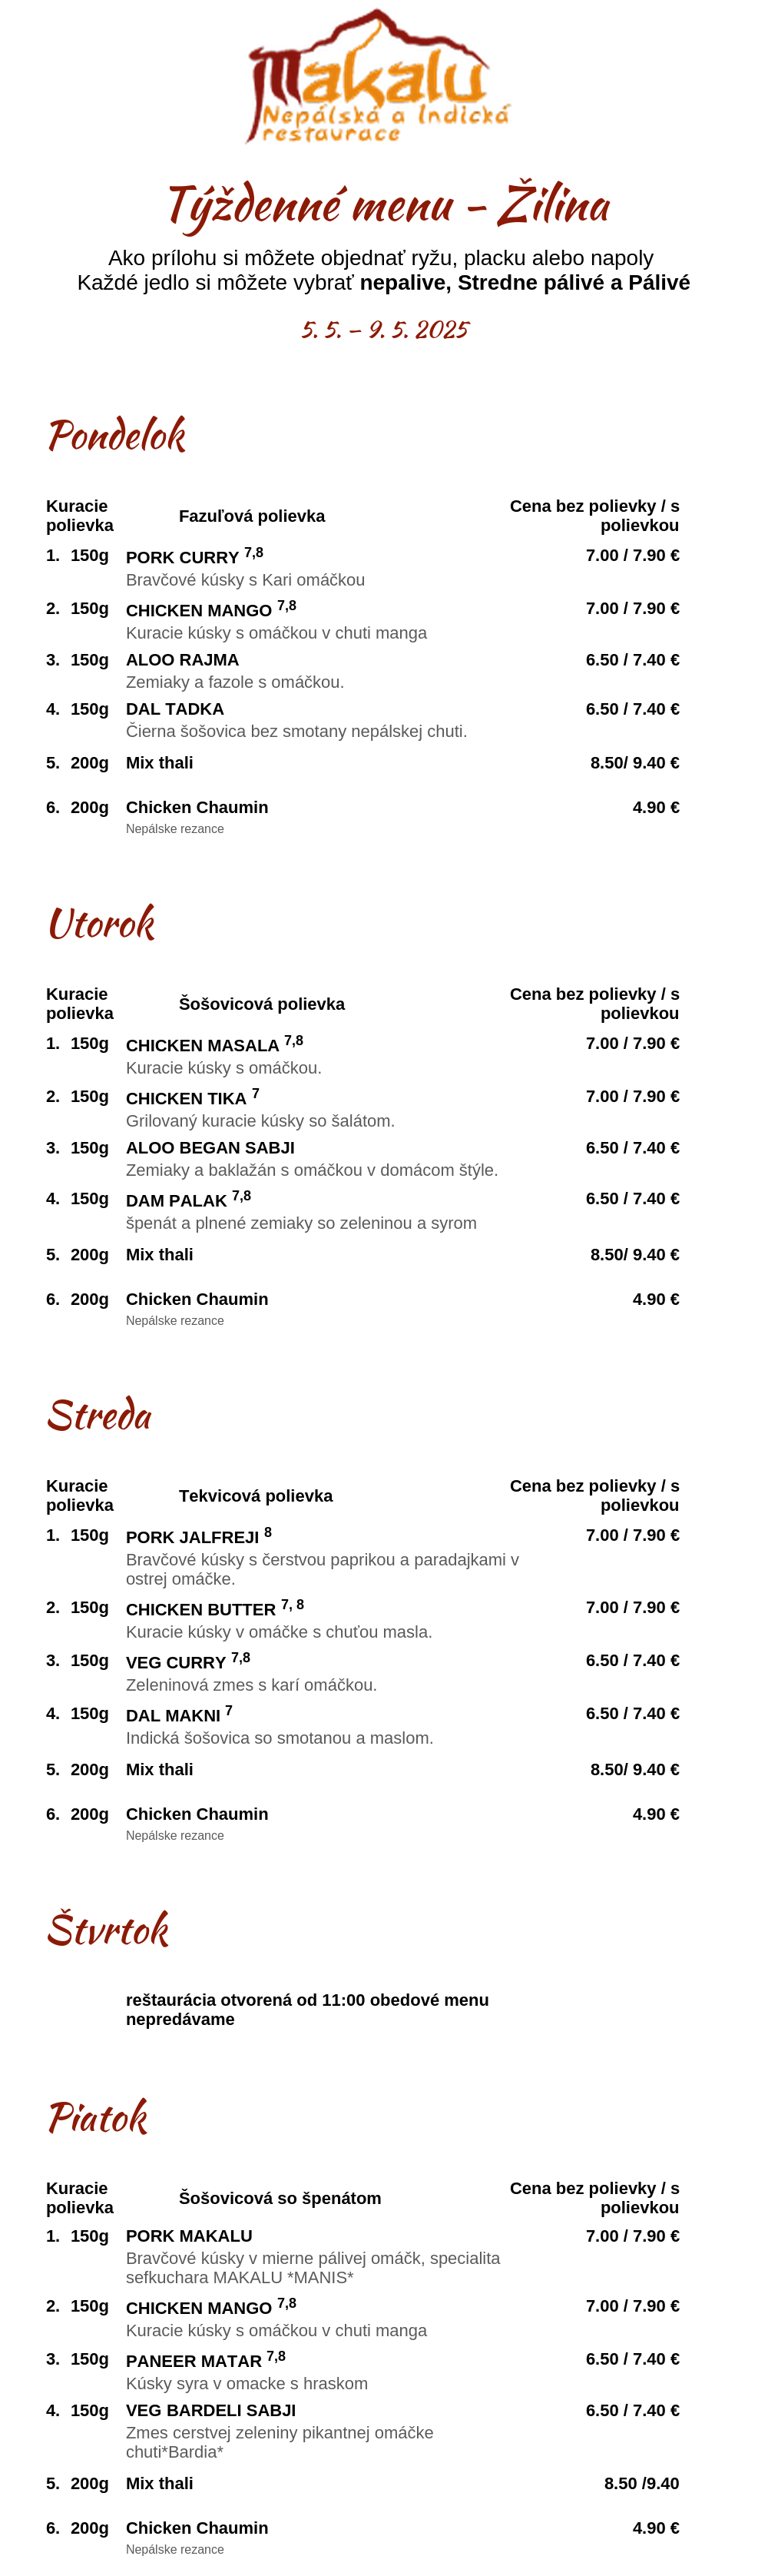 Makalu
Nepálská a Indická
restaurace
Týždenné menu - Žilina
Ako prílohu si môžete objednať ryžu, placku alebo napoly
Každé jedlo si môžete vybrať nepalive, Stredne pálivé a Pálivé
5. 5. – 9. 5. 2025
Pondelok
Kuracie polievka Fazuľová polievka Cena bez polievky / s polievkou
1. 150g PORK CURRY 7,8 7.00 / 7.90 €
Bravčové kúsky s Kari omáčkou
2. 150g CHICKEN MANGO 7,8 7.00 / 7.90 €
Kuracie kúsky s omáčkou v chuti manga
3. 150g ALOO RAJMA 6.50 / 7.40 €
Zemiaky a fazole s omáčkou.
4. 150g DAL TADKA 6.50 / 7.40 €
Čierna šošovica bez smotany nepálskej chuti.
5. 200g Mix thali 8.50/ 9.40 €
6. 200g Chicken Chaumin 4.90 €
Nepálske rezance
Utorok
Kuracie polievka Šošovicová polievka Cena bez polievky / s polievkou
1. 150g CHICKEN MASALA 7,8 7.00 / 7.90 €
Kuracie kúsky s omáčkou.
2. 150g CHICKEN TIKA 7 7.00 / 7.90 €
Grilovaný kuracie kúsky so šalátom.
3. 150g ALOO BEGAN SABJI 6.50 / 7.40 €
Zemiaky a baklažán s omáčkou v domácom štýle.
4. 150g DAM PALAK 7,8 6.50 / 7.40 €
špenát a plnené zemiaky so zeleninou a syrom
5. 200g Mix thali 8.50/ 9.40 €
6. 200g Chicken Chaumin 4.90 €
Nepálske rezance
Streda
Kuracie polievka Tekvicová polievka Cena bez polievky / s polievkou
1. 150g PORK JALFREJI 8 7.00 / 7.90 €
Bravčové kúsky s čerstvou paprikou a paradajkami v
ostrej omáčke.
2. 150g CHICKEN BUTTER 7, 8 7.00 / 7.90 €
Kuracie kúsky v omáčke s chuťou masla.
3. 150g VEG CURRY 7,8 6.50 / 7.40 €
Zeleninová zmes s karí omáčkou.
4. 150g DAL MAKNI 7 6.50 / 7.40 €
Indická šošovica so smotanou a maslom.
5. 200g Mix thali 8.50/ 9.40 €
6. 200g Chicken Chaumin 4.90 €
Nepálske rezance
Štvrtok
reštaurácia otvorená od 11:00 obedové menu
nepredávame
Piatok
Kuracie polievka Šošovicová so špenátom Cena bez polievky / s polievkou
1. 150g PORK MAKALU 7.00 / 7.90 €
Bravčové kúsky v mierne pálivej omáčk, specialita
sefkuchara MAKALU *MANIS*
2. 150g CHICKEN MANGO 7,8 7.00 / 7.90 €
Kuracie kúsky s omáčkou v chuti manga
3. 150g PANEER MATAR 7,8 6.50 / 7.40 €
Kúsky syra v omacke s hraskom
4. 150g VEG BARDELI SABJI 6.50 / 7.40 €
Zmes cerstvej zeleniny pikantnej omáčke
chuti*Bardia*
5. 200g Mix thali 8.50 /9.40
6. 200g Chicken Chaumin 4.90 €
Nepálske rezance